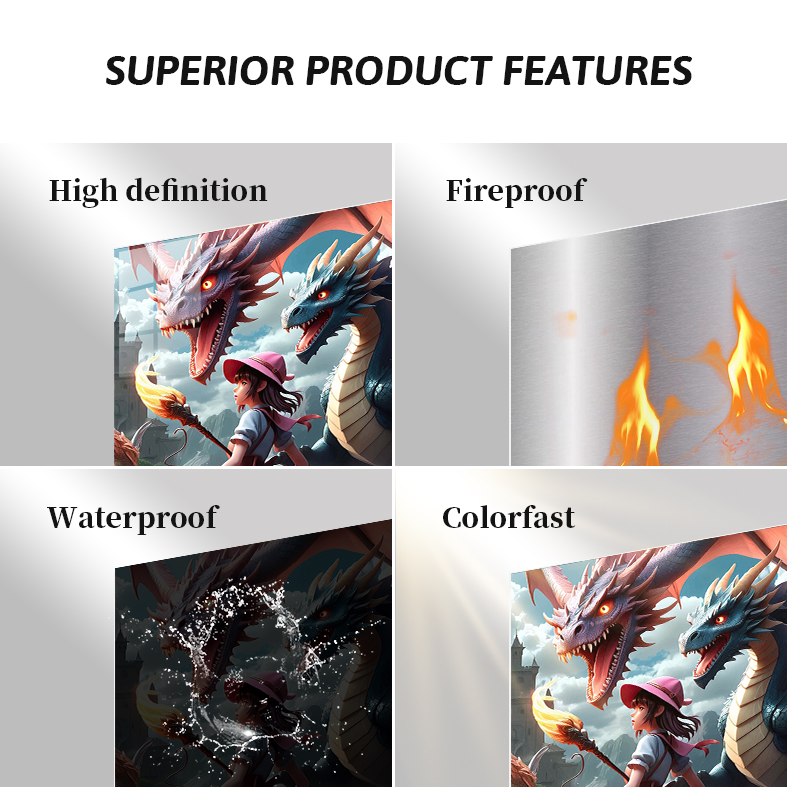 SUPERIOR PRODUCT FEATURES
High definition
Fireproof
Waterproof
Colorfast